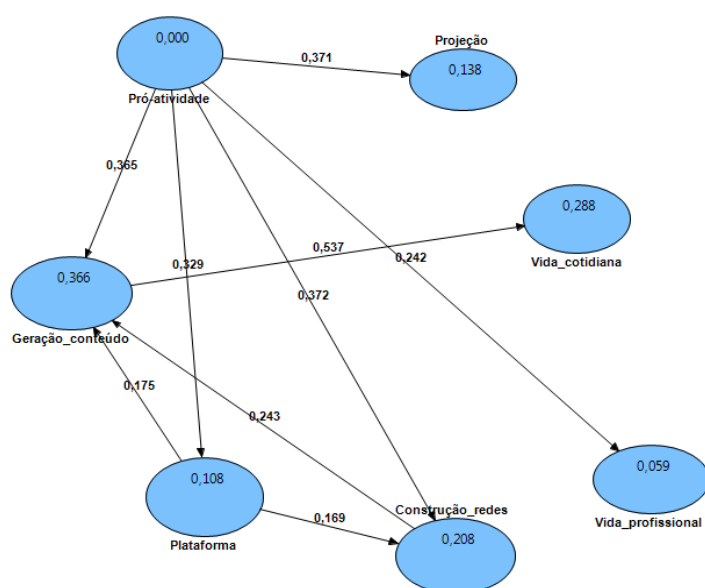 0,000
Projeção
0,371
0,138
Pró-atividade
0,365
0,288
0,537
0,366
0,329
0,242
Vida_cotidiana
0,372
Geração_conteúdo
0,175
0,243
0,059
0,108
Construção_redes
0,169
Vida_profissional
0,208
Plataforma